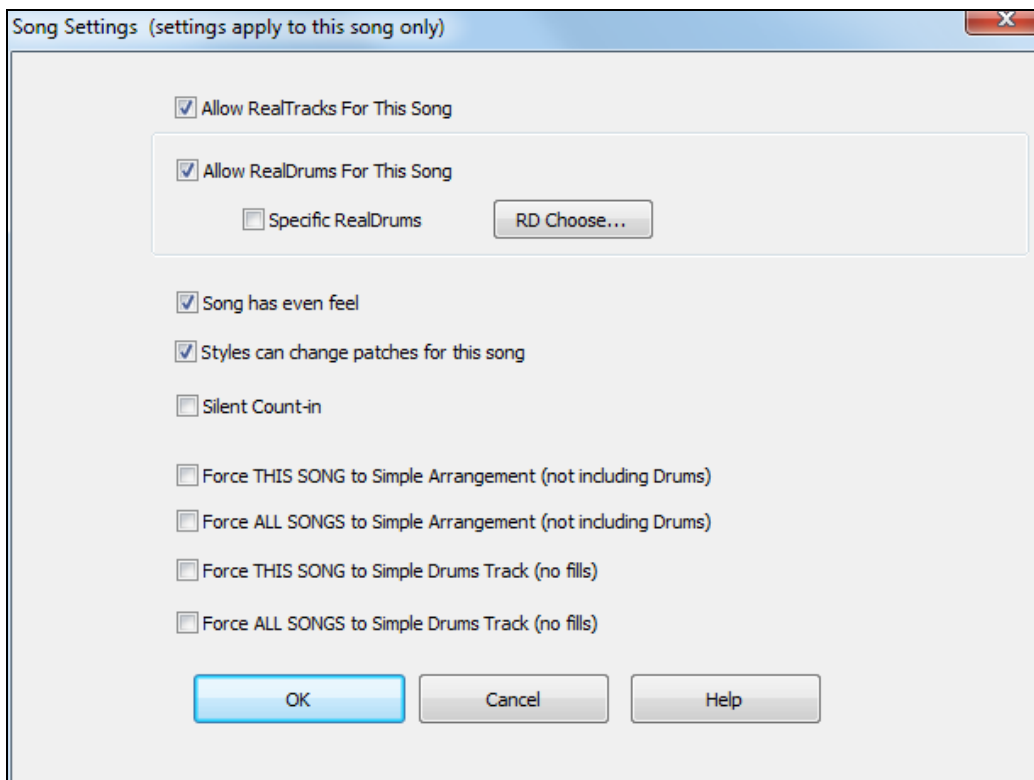 Song Settings (settings apply to this song only)
Allow RealTracks For This Song
Allow RealDrums For This Song
Specific RealDrums
RD Choose...
Song has even feel
Styles can change patches for this song
Silent Count-in
Force THIS SONG to Simple Arrangement (not including Drums)
Force ALL SONGS to Simple Arrangement (not including Drums)
Force THIS SONG to Simple Drums Track (no fills)
Force ALL SONGS to Simple Drums Track (no fills)
OK
Cancel
Help